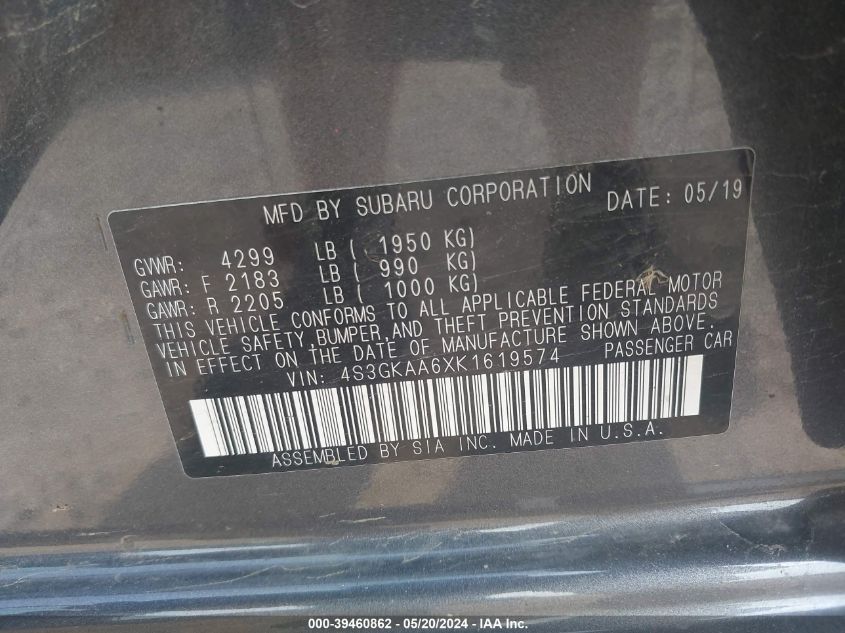 MFD BY SUBARU CORPORATION DATE: 05/19
GVWR: 4299 LB ( 1950 KG)
GAWR: F 2183 LB ( 990 KG)
GAWR: R 2205 LB ( 1000 KG)
THIS VEHICLE CONFORMS TO ALL APPLICABLE FEDERAL MOTOR
VEHICLE SAFETY, BUMPER, AND THEFT PREVENTION STANDARDS
IN EFFECT ON THE DATE OF MANUFACTURE SHOWN ABOVE.
VIN: 4S3GKAA6XK1619574 PASSENGER CAR
ASSEMBLED BY SIA INC. MADE IN U.S.A.
000-39460862 - 05/20/2024 - IAA Inc.